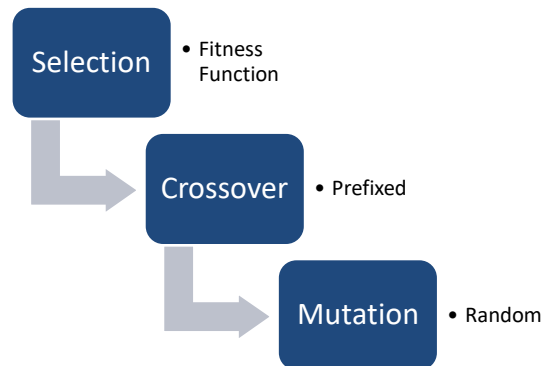 Selection
• Fitness
Function
Crossover
• Prefixed
Mutation
• Random